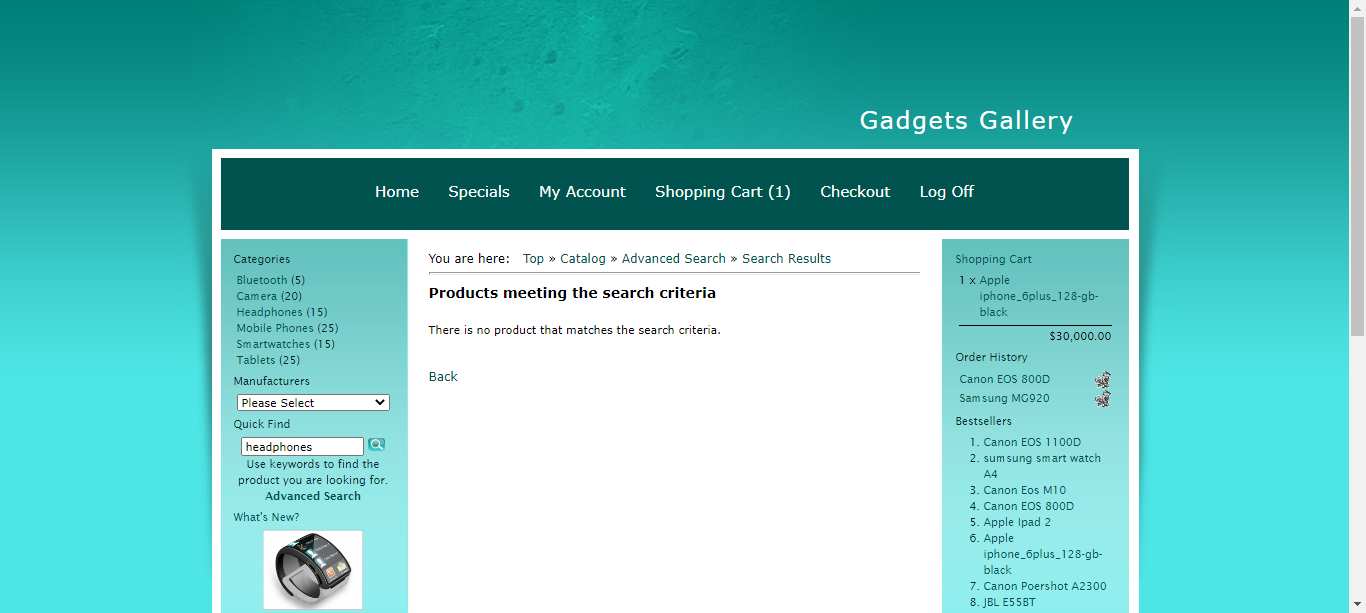 Gadgets Gallery
Home Specials My Account Shopping Cart (1) Checkout Log Off
Categories
Bluetooth (5)
Camera (20)
Headphones (15)
Mobile Phones (25)
Smartwatches (15)
Tablets (25)
Manufacturers
Please Select
Quick Find
headphones
Use keywords to find the
product you are looking for.
Advanced Search
What's New?
You are here: Top » Catalog » Advanced Search » Search Results
Products meeting the search criteria
There is no product that matches the search criteria.
Back
Shopping Cart
1 x Apple
iphone_6plus_128-gb-
black
$30,000.00
Order History
Canon EOS 800D
Samsung MG920
Bestsellers
1. Canon EOS 1100D
2. sumsung smart watch
A4
3. Canon Eos M10
4. Canon EOS 800D
5. Apple Ipad 2
6. Apple
iphone_6plus_128-gb-
black
7. Canon Poershot A2300
8. JBL E55BT